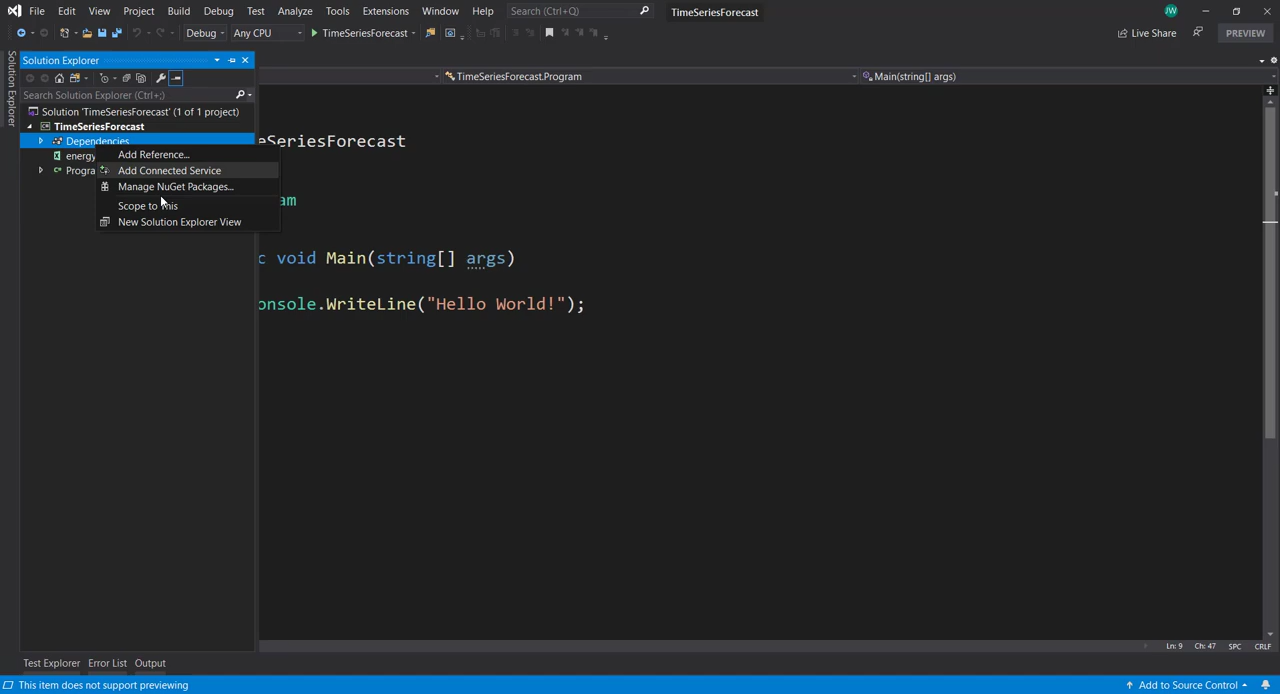 File Edit View Project Build Debug Test Analyze Tools Extensions Window Help Search (Ctrl+Q) TimeSeriesForecast JW
Debug Any CPU TimeSeriesForecast Live Share PREVIEW
Solution Explorer
Solution Explorer
TimeSeriesForecast.Program Main(string[] args)
Search Solution Explorer (Ctrl+;)
Solution 'TimeSeriesForecast' (1 of 1 project)
TimeSeriesForecast
Dependencies
eSeriesForecast
energy
Add Reference...
Progra
Add Connected Service
Manage NuGet Packages...
am
Scope to This
New Solution Explorer View
c void Main(string[] args)
onsole.WriteLine("Hello World!");
Ln: 9 Ch: 47 SPC CRLF
Test Explorer Error List Output
This item does not support previewing Add to Source Control